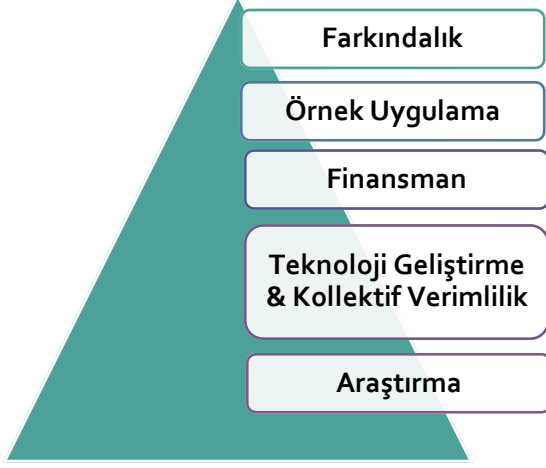 Farkındalık
Örnek Uygulama
Finansman
Teknoloji Geliştirme
& Kollektif Verimlilik
Araştırma